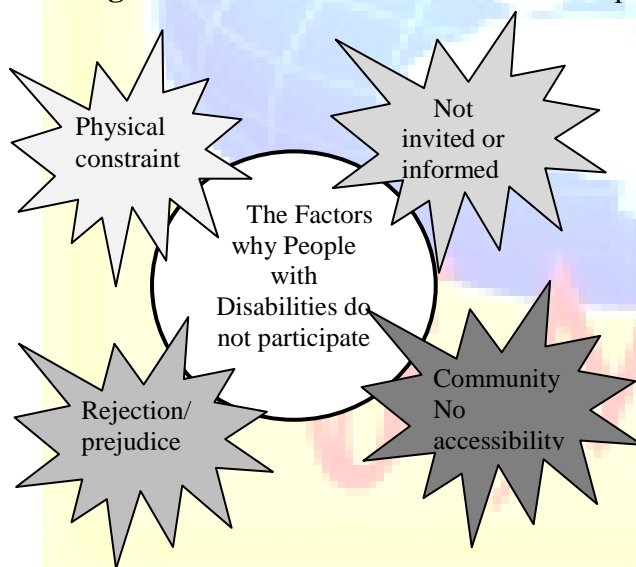 Physical
constraint
Not
invited or
informed
The Factors
why People
with
Disabilities do
not participate
Rejection/
prejudice
Community
No
accessibility